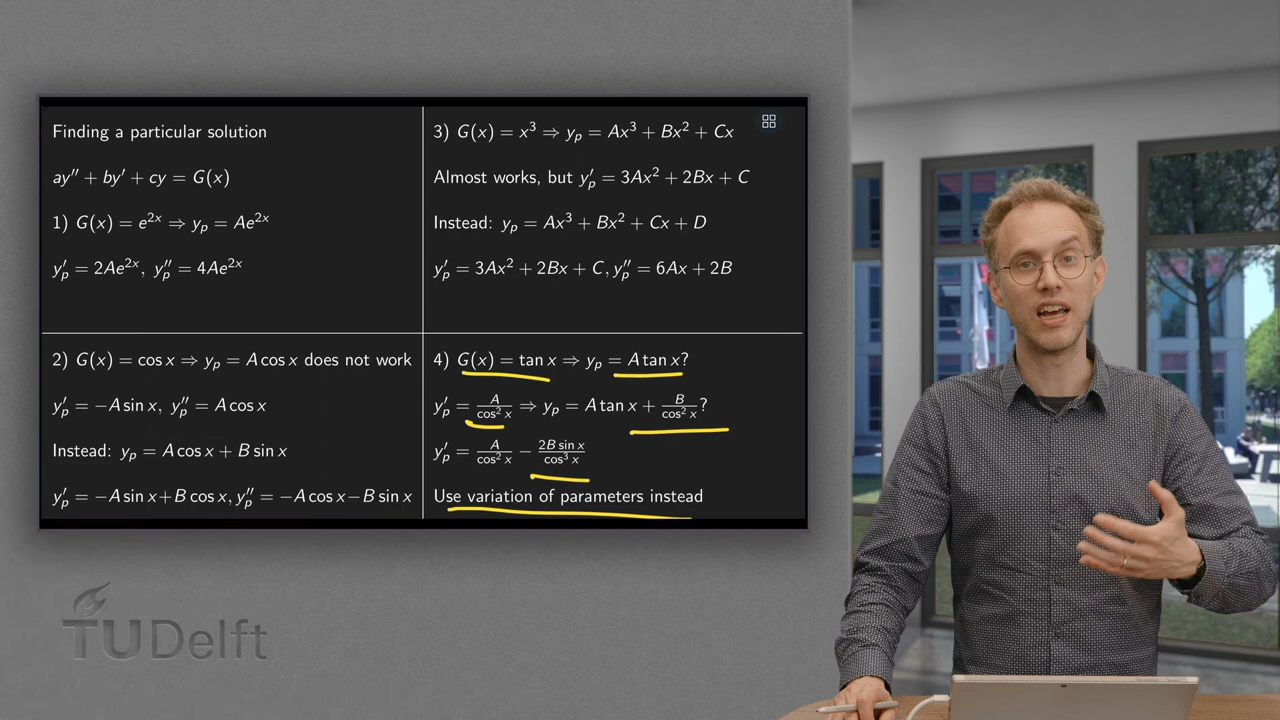 Finding a particular solution
ay″ + by′ + cy = G(x)
1) G(x) = e^{2x} ⇒ y_p = Ae^{2x}
y′_p = 2Ae^{2x}, y″_p = 4Ae^{2x}
3) G(x) = x³ ⇒ y_p = Ax³ + Bx² + Cx
Almost works, but y′_p = 3Ax² + 2Bx + C
Instead: y_p = Ax³ + Bx² + Cx + D
y′_p = 3Ax² + 2Bx + C, y″_p = 6Ax + 2B
2) G(x) = cos x ⇒ y_p = A cos x does not work
y′_p = −A sin x, y″_p = A cos x
Instead: y_p = A cos x + B sin x
y′_p = −A sin x+B cos x, y″_p = −A cos x−B sin x
4) G(x) = tan x ⇒ y_p = A tan x?
y′_p = A/cos² x ⇒ y_p = A tan x + B/cos² x?
y′_p = A/cos² x − 2B sin x/cos³ x
Use variation of parameters instead
TUDelft